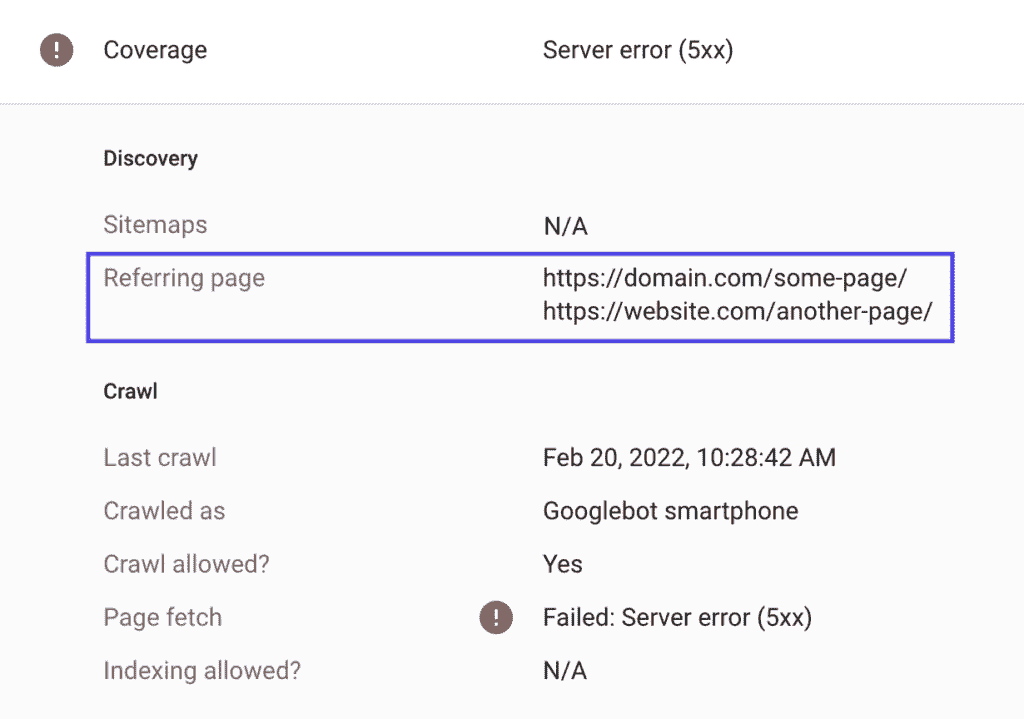 Coverage Server error (5xx)
Discovery
Sitemaps N/A
Referring page https://domain.com/some-page/
https://website.com/another-page/
Crawl
Last crawl Feb 20, 2022, 10:28:42 AM
Crawled as Googlebot smartphone
Crawl allowed? Yes
Page fetch Failed: Server error (5xx)
Indexing allowed? N/A